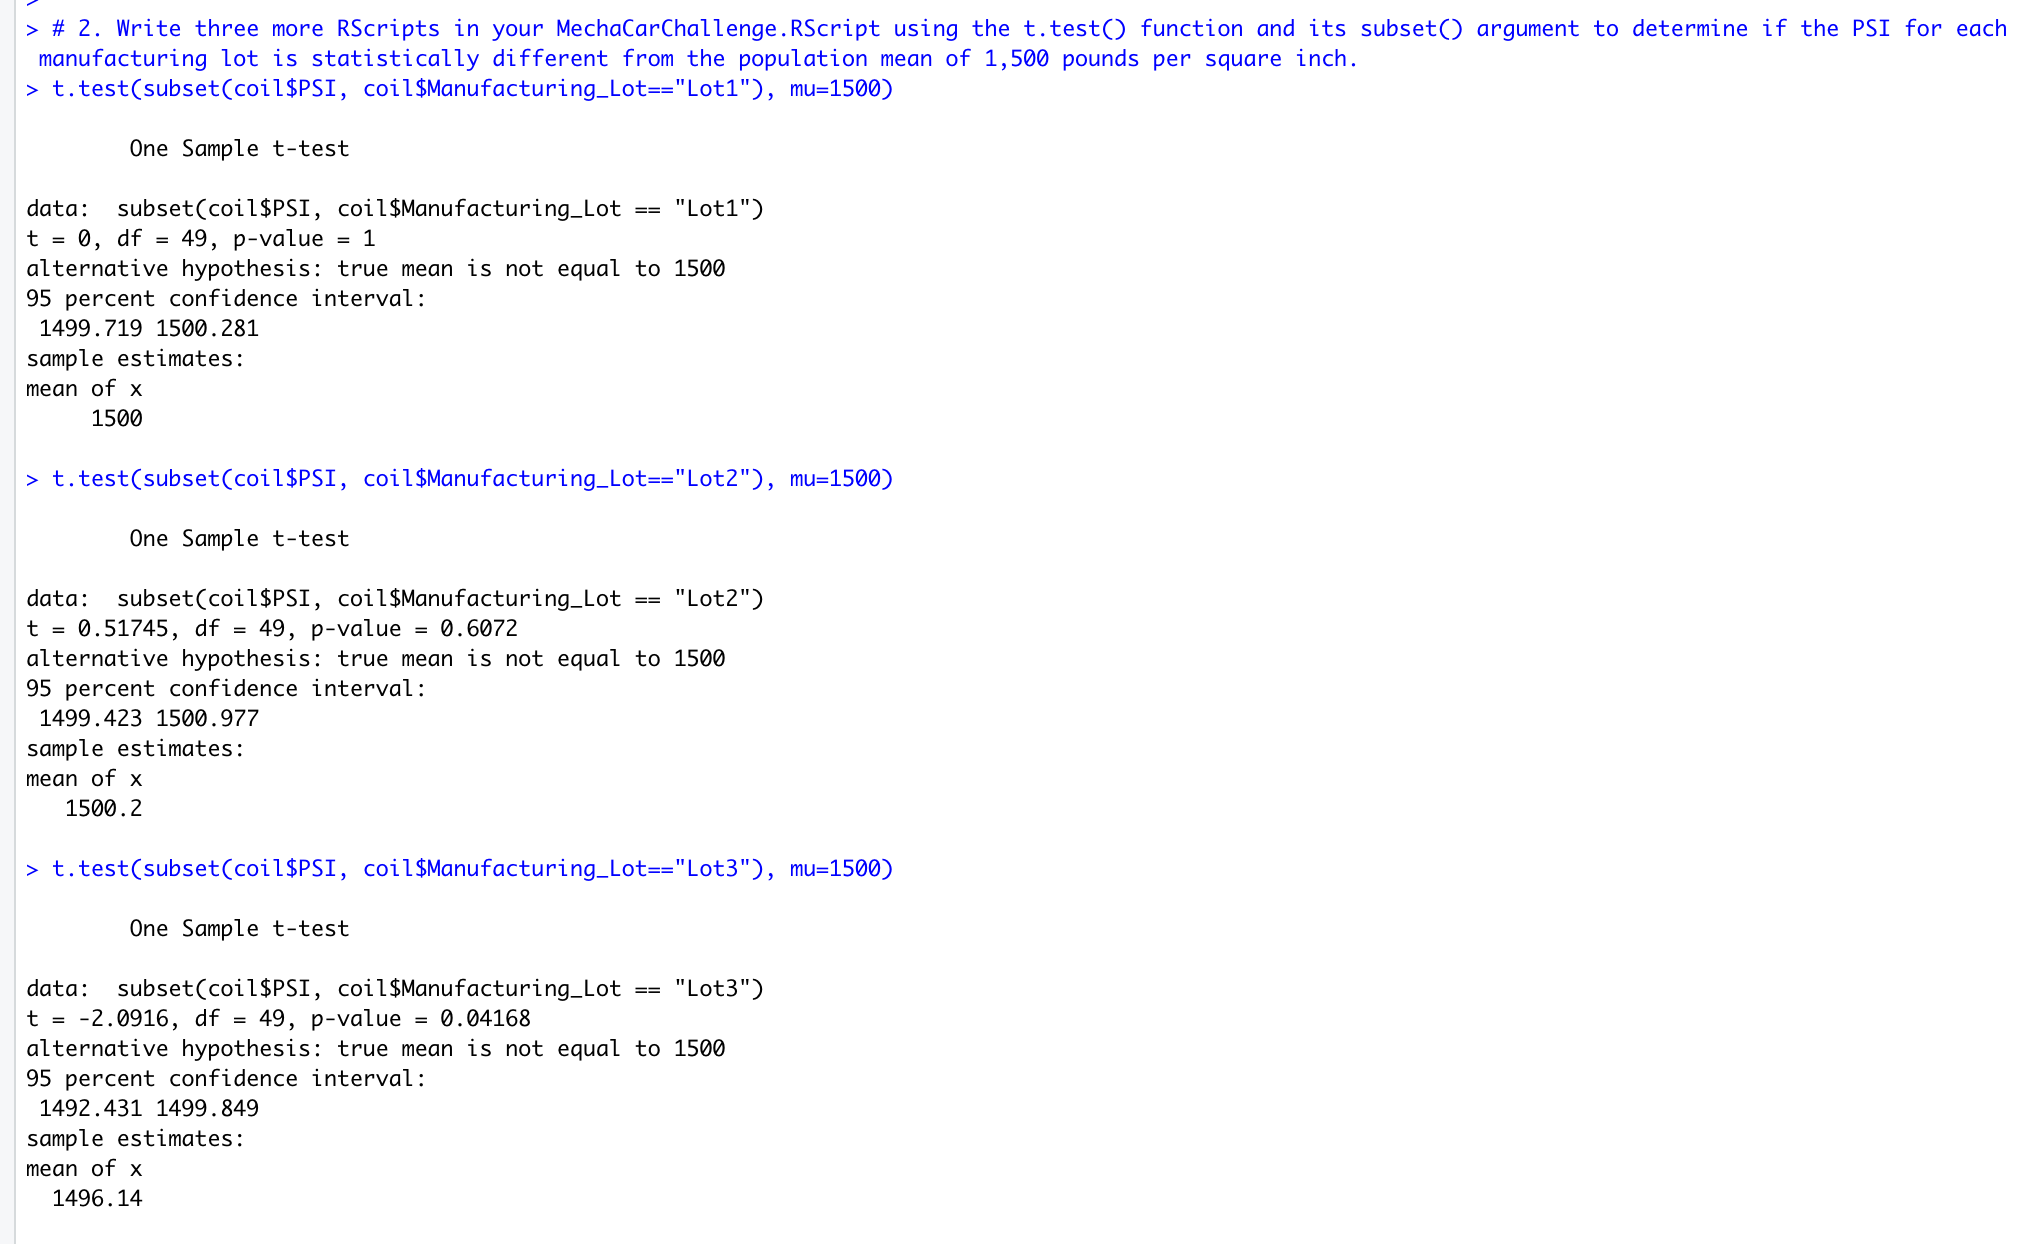 >
> # 2. Write three more RScripts in your MechaCarChallenge.RScript using the t.test() function and its subset() argument to determine if the PSI for each
manufacturing lot is statistically different from the population mean of 1,500 pounds per square inch.
> t.test(subset(coil$PSI, coil$Manufacturing_Lot=="Lot1"), mu=1500)
One Sample t-test
data:  subset(coil$PSI, coil$Manufacturing_Lot == "Lot1")
t = 0, df = 49, p-value = 1
alternative hypothesis: true mean is not equal to 1500
95 percent confidence interval:
1499.719 1500.281
sample estimates:
mean of x
1500
> t.test(subset(coil$PSI, coil$Manufacturing_Lot=="Lot2"), mu=1500)
One Sample t-test
data:  subset(coil$PSI, coil$Manufacturing_Lot == "Lot2")
t = 0.51745, df = 49, p-value = 0.6072
alternative hypothesis: true mean is not equal to 1500
95 percent confidence interval:
1499.423 1500.977
sample estimates:
mean of x
1500.2
> t.test(subset(coil$PSI, coil$Manufacturing_Lot=="Lot3"), mu=1500)
One Sample t-test
data:  subset(coil$PSI, coil$Manufacturing_Lot == "Lot3")
t = -2.0916, df = 49, p-value = 0.04168
alternative hypothesis: true mean is not equal to 1500
95 percent confidence interval:
1492.431 1499.849
sample estimates:
mean of x
1496.14